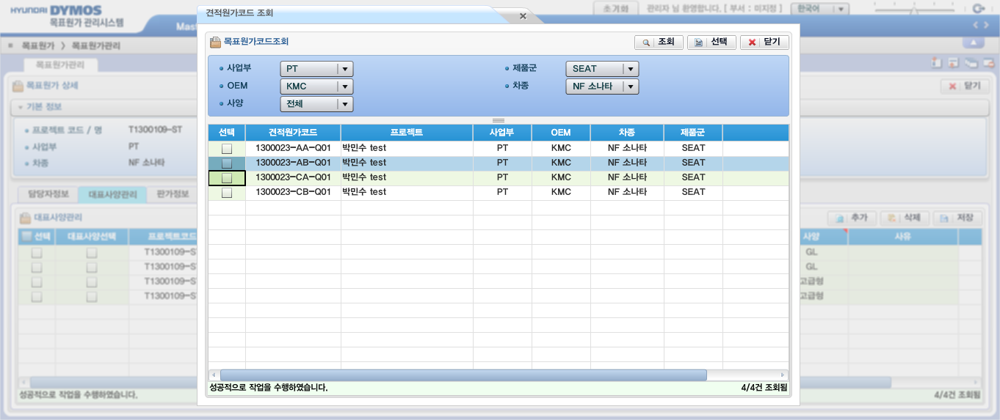 HYUNDAI DYMOS
목표원가 관리시스템
초기화 관리자 님 환영합니다. [ 부서 : 미지정 ] 한국어
Mast
목표원가 > 목표원가관리
목표원가관리
목표원가 상세 닫기
기본 정보
프로젝트 코드 / 명 T1300109-ST
사업부 PT
차종 NF 소나타
담당자정보 대표사양관리 판가정보
대표사양관리 추가 삭제 저장
선택 대표사양선택 프로젝트코드 사양 사유
T1300109-ST GL
T1300109-ST GL
T1300109-S 고급형
T1300109-S 고급형
성공적으로 작업을 수행하였습니다. 4/4건 조회됨
견적원가코드 조회
목표원가코드조회 조회 선택 닫기
사업부 PT 제품군 SEAT
OEM KMC 차종 NF 소나타
사양 전체
선택 견적원가코드 프로젝트 사업부 OEM 차종 제품군
1300023-AA-Q01 박민수 test PT KMC NF 소나타 SEAT
1300023-AB-Q01 박민수 test PT KMC NF 소나타 SEAT
1300023-CA-Q01 박민수 test PT KMC NF 소나타 SEAT
1300023-CB-Q01 박민수 test PT KMC NF 소나타 SEAT
성공적으로 작업을 수행하였습니다. 4/4건 조회됨